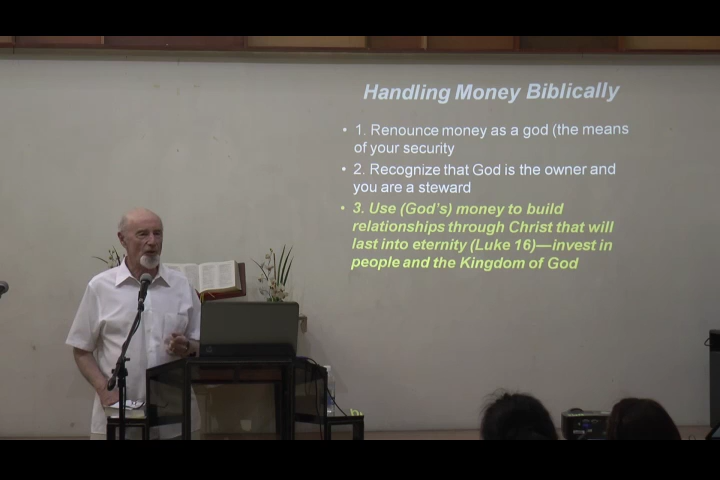 Handling Money Biblically
• 1. Renounce money as a god (the means
of your security
• 2. Recognize that God is the owner and
you are a steward
• 3. Use (God's) money to build
relationships through Christ that will
last into eternity (Luke 16)—invest in
people and the Kingdom of God